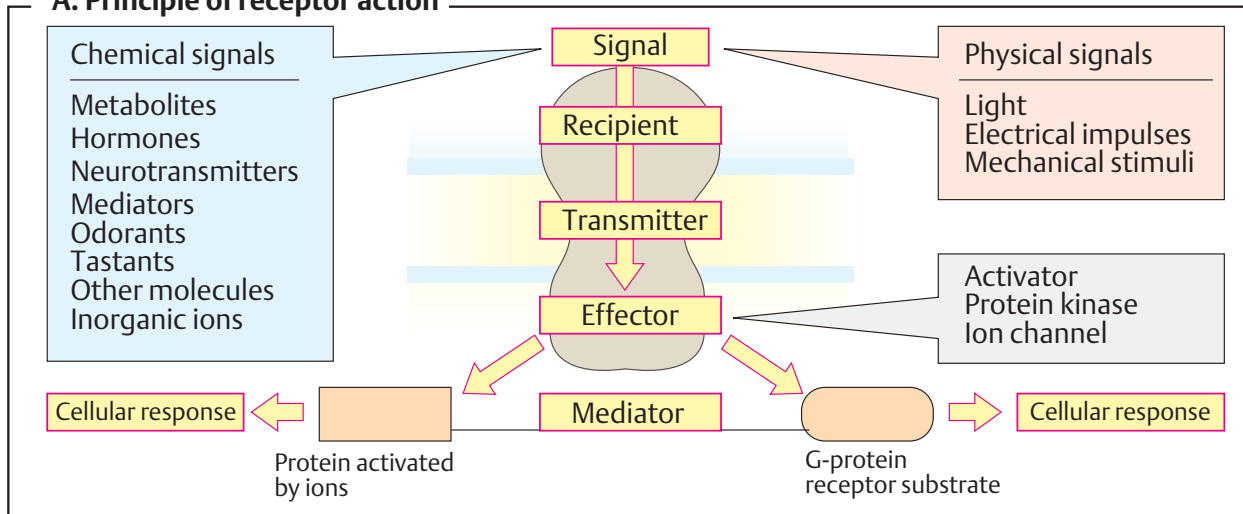 A. Principle of receptor action
Chemical signals
Metabolites
Hormones
Neurotransmitters
Mediators
Odorants
Tastants
Other molecules
Inorganic ions
Signal
Recipient
Transmitter
Effector
Physical signals
Light
Electrical impulses
Mechanical stimuli
Activator
Protein kinase
Ion channel
Cellular response
Mediator
Cellular response
Protein activated
by ions
G-protein
receptor substrate